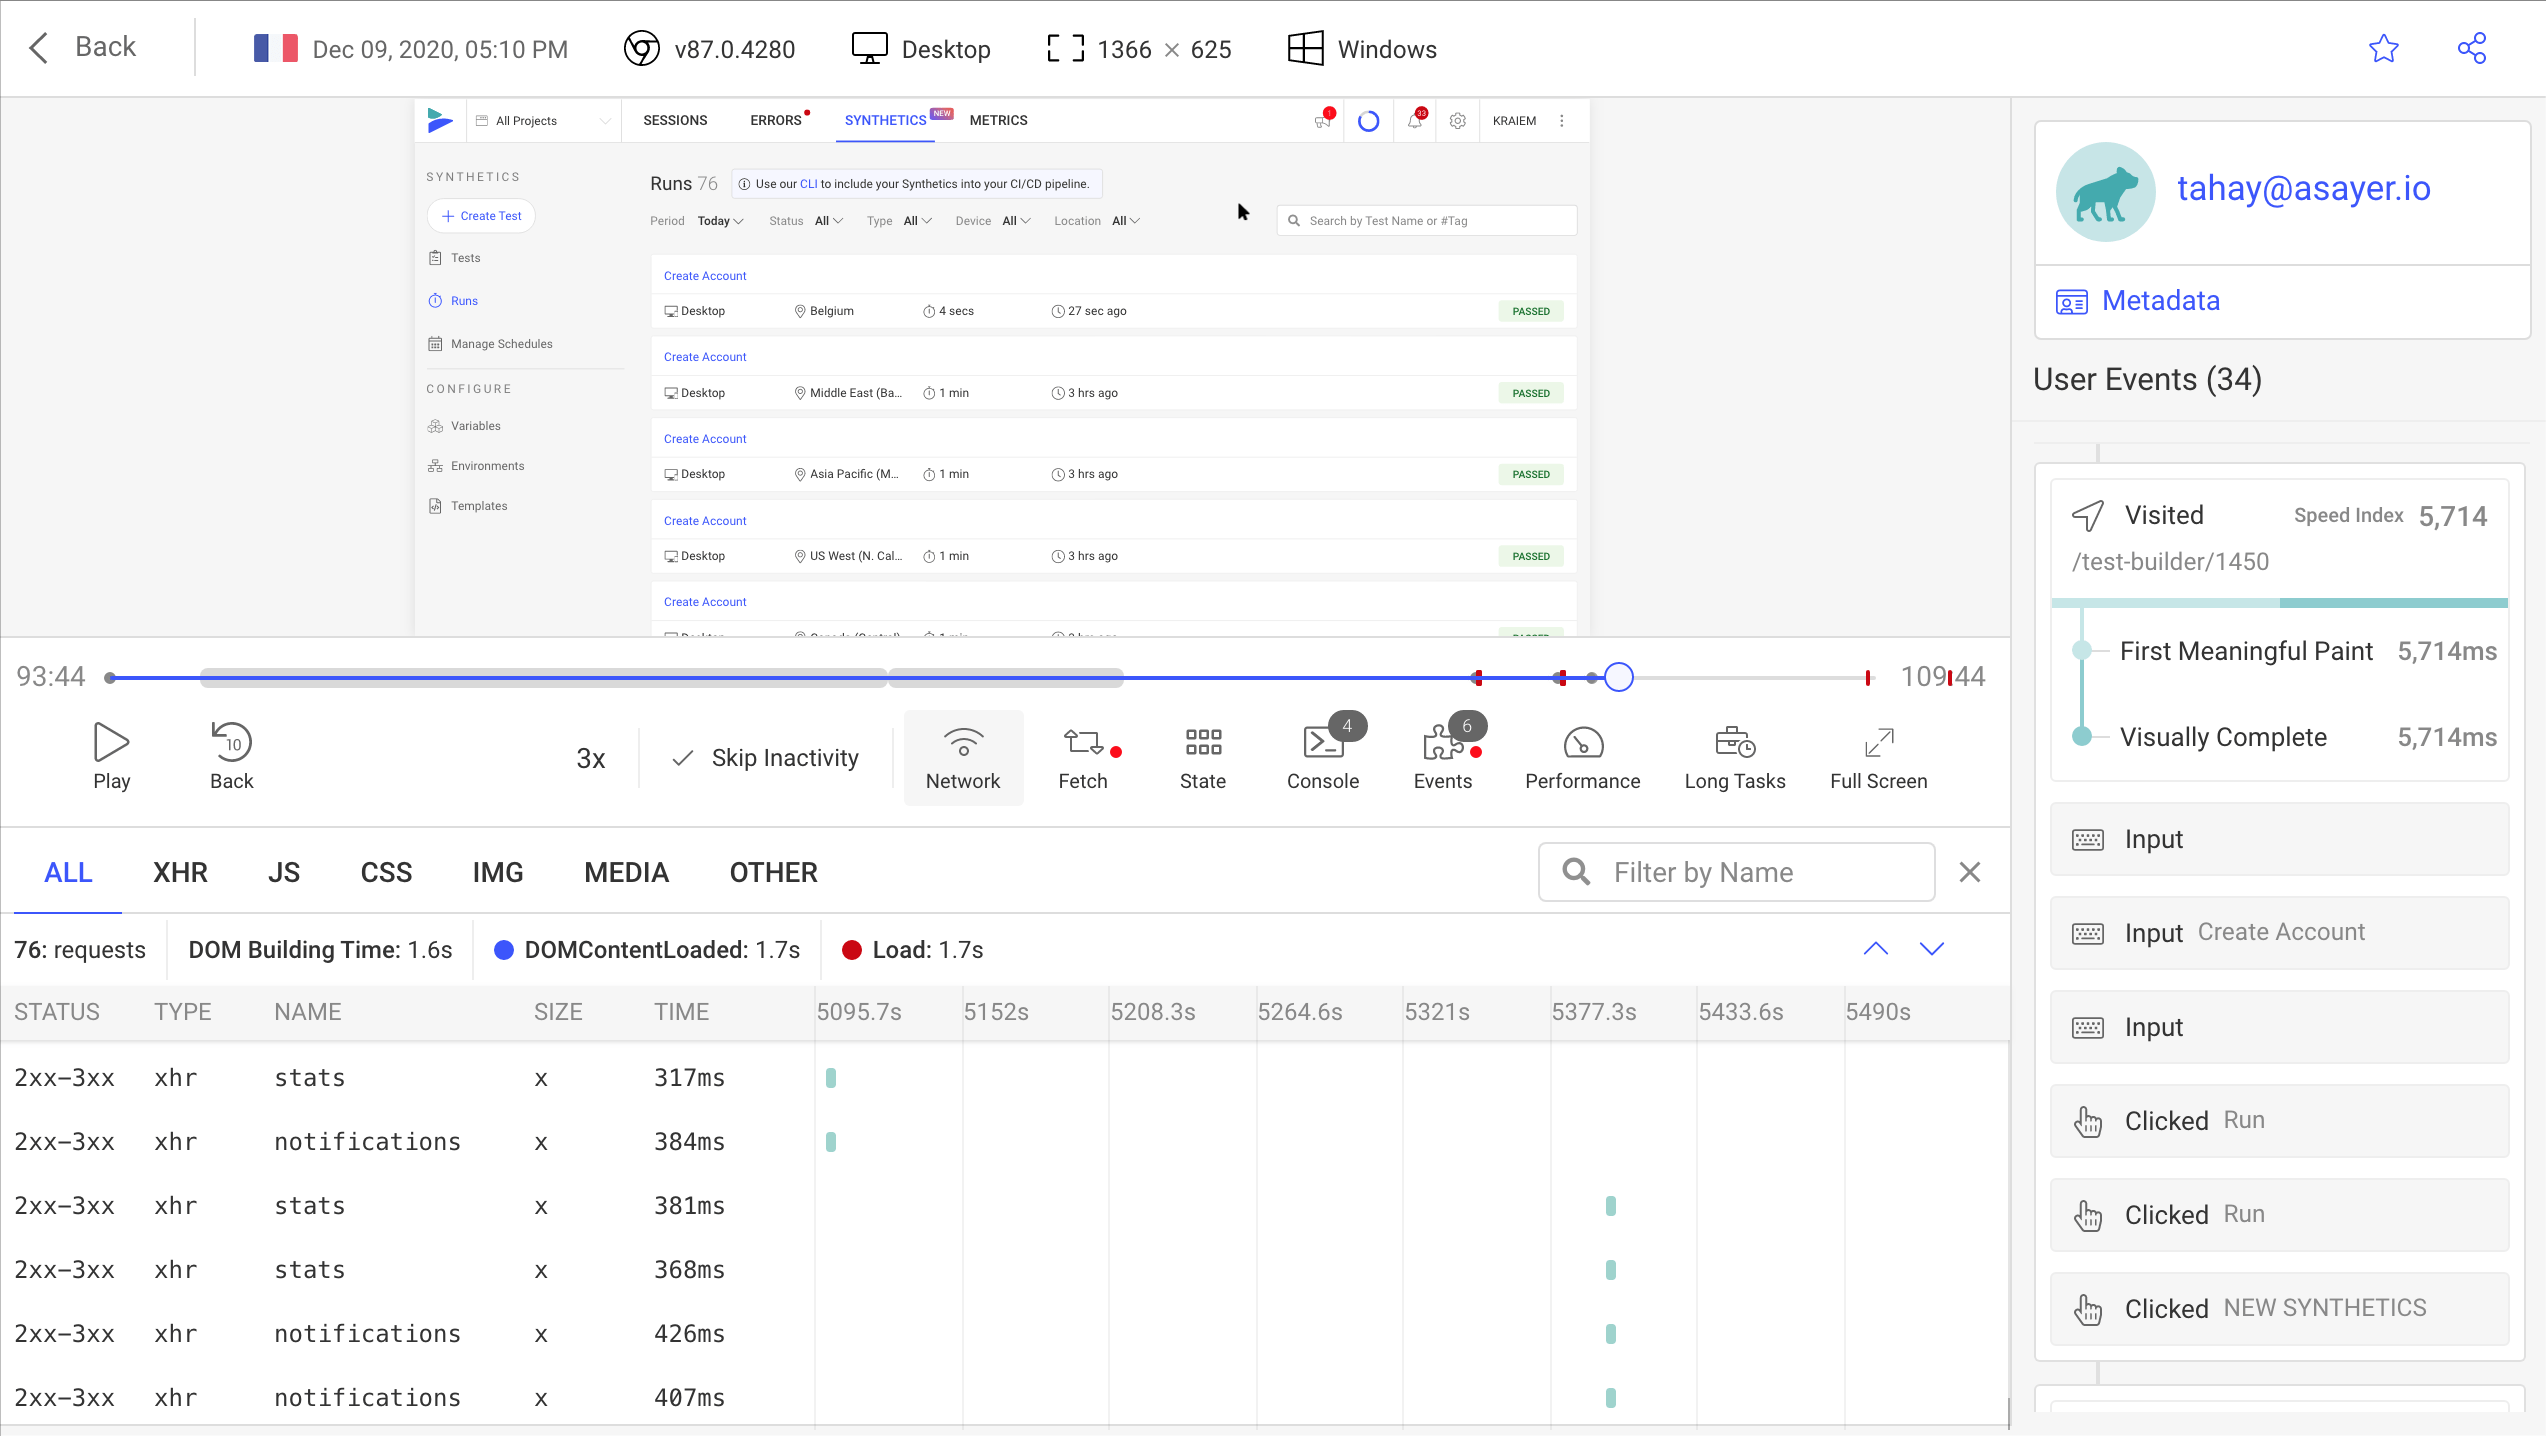 Back
Dec 09, 2020, 05:10 PM
v87.0.4280
Desktop
1366 × 625
Windows
All Projects
SESSIONS
ERRORS
SYNTHETICS
NEW
METRICS
1
33
KRAIEM
SYNTHETICS
Create Test
Tests
Runs
Manage Schedules
CONFIGURE
Variables
Environments
Templates
Runs 76
Use our CLI to include your Synthetics into your CI/CD pipeline.
Period Today Status All Type All Device All Location All
Search by Test Name or #Tag
Create Account
Desktop Belgium 4 secs 27 sec ago PASSED
Create Account
Desktop Middle East (Ba... 1 min 3 hrs ago PASSED
Create Account
Desktop Asia Pacific (M... 1 min 3 hrs ago PASSED
Create Account
Desktop US West (N. Cal... 1 min 3 hrs ago PASSED
Create Account
Desktop Canada (Central) 1 min 3 hrs ago PASSED
93:44
109:44
Play
10
Back
3x
Skip Inactivity
Network
Fetch
State
4
Console
6
Events
Performance
Long Tasks
Full Screen
ALL XHR JS CSS IMG MEDIA OTHER
Filter by Name
76: requests
DOM Building Time: 1.6s
DOMContentLoaded: 1.7s
Load: 1.7s
STATUS TYPE NAME SIZE TIME 5095.7s 5152s 5208.3s 5264.6s 5321s 5377.3s 5433.6s 5490s
2xx-3xx xhr stats x 317ms
2xx-3xx xhr notifications x 384ms
2xx-3xx xhr stats x 381ms
2xx-3xx xhr stats x 368ms
2xx-3xx xhr notifications x 426ms
2xx-3xx xhr notifications x 407ms
tahay@asayer.io
Metadata
User Events (34)
Visited
Speed Index 5,714
/test-builder/1450
First Meaningful Paint 5,714ms
Visually Complete 5,714ms
Input
Input Create Account
Input
Clicked Run
Clicked Run
Clicked NEW SYNTHETICS